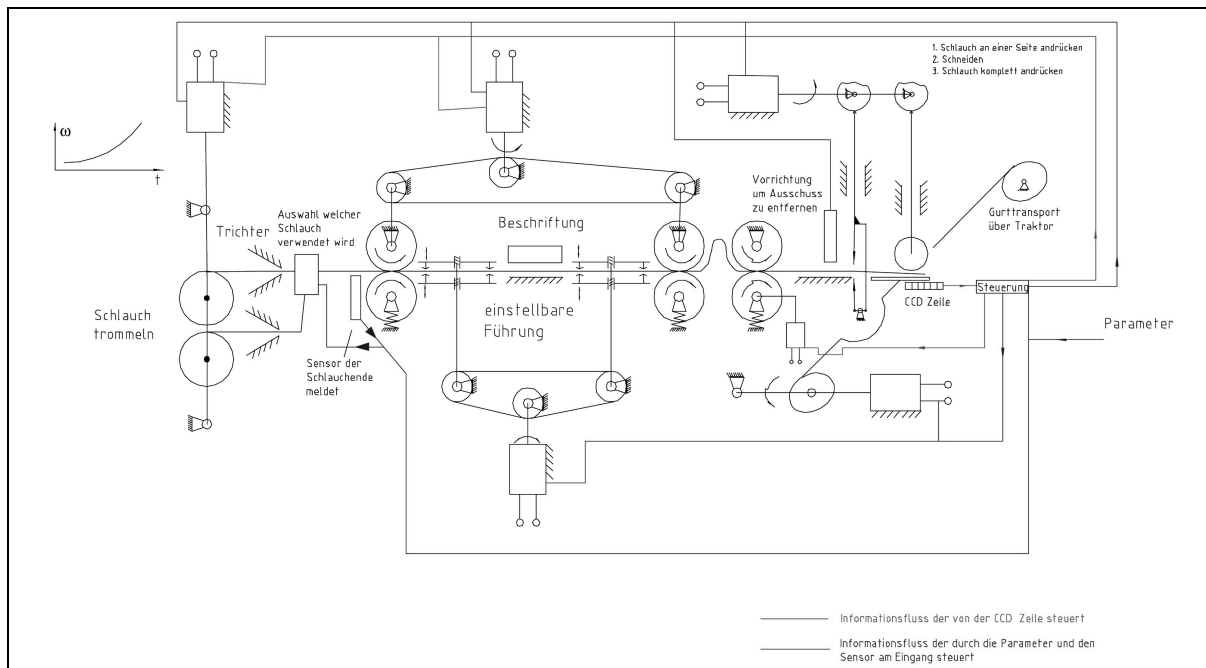 1. Schlauch an einer Seite andrücken
2. Schneiden
3. Schlauch komplett andrücken
ω
t
Trichter
Auswahl welcher
Schlauch
verwendet wird
Beschriftung
Vorrichtung
um Ausschuss
zu entfernen
Gurttransport
über Traktor
Schlauch
trommeln
Sensor der
Schlauchende
meldet
einstellbare
Führung
CCD Zeile
Steuerung
Parameter
Informationsfluss der von der CCD Zeile steuert
Informationsfluss der durch die Parameter und den
Sensor am Eingang steuert